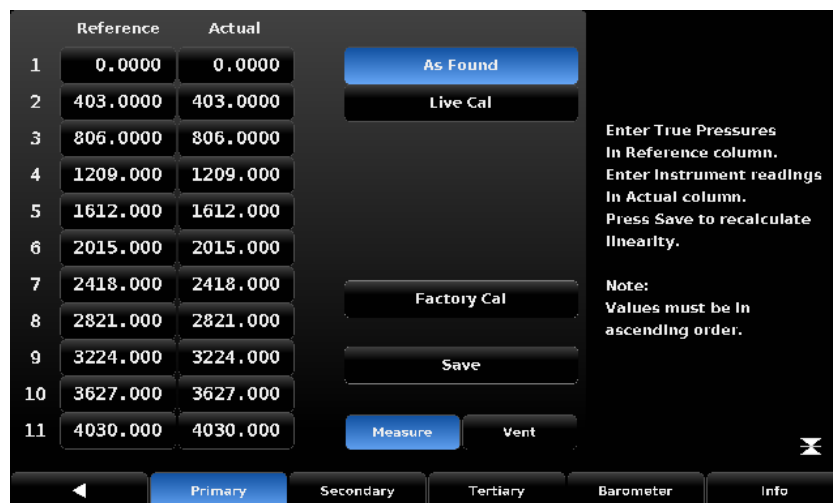 Reference Actual
1 0.0000 0.0000 As Found
2 403.0000 403.0000 Live Cal
3 806.0000 806.0000
4 1209.000 1209.000
5 1612.000 1612.000
6 2015.000 2015.000
7 2418.000 2418.000
8 2821.000 2821.000
9 3224.000 3224.000
10 3627.000 3627.000
11 4030.000 4030.000
Factory Cal
Save
Measure Vent
Enter True Pressures
In Reference column.
Enter Instrument readings
In Actual column.
Press Save to recalculate
linearity.
Note:
Values must be in
ascending order.
Primary Secondary Tertiary Barometer Info